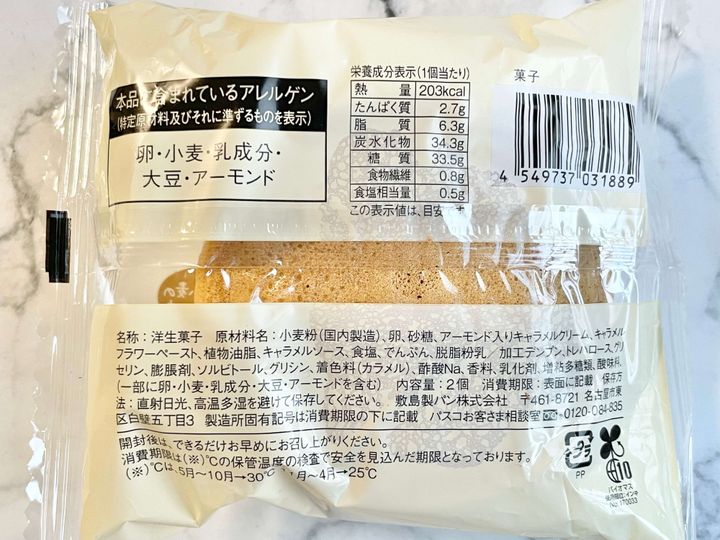 栄養成分表示(1個当たり)
熱量 203kcal
たんぱく質 2.7g
脂質 6.3g
炭水化物 34.3g
糖質 33.5g
食物繊維 0.8g
食塩相当量 0.5g
この表示値は、目安です
菓子
4 549737 031889
本品に含まれているアレルゲン
(特定原材料及びそれに準ずるものを表示)
卵・小麦・乳成分・
大豆・アーモンド
名称:洋生菓子 原材料名:小麦粉(国内製造)、卵、砂糖、アーモンド入りキャラメルクリーム、キャラメル
フラワーペースト、植物油脂、キャラメルソース、食塩、でんぷん、脱脂粉乳/加工デンプン、トレハロース、グリ
セリン、膨脹剤、ソルビトール、グリシン、着色料(カラメル)、酢酸Na、香料、乳化剤、増粘多糖類、酸味料、
(一部に卵・小麦・乳成分・大豆・アーモンドを含む) 内容量:2個 消費期限:表面に記載 保存方
法:直射日光、高温多湿を避けて保存してください。 敷島製パン株式会社 〒461-8721 名古屋市東
区白壁五丁目3 製造所固有記号は消費期限の下に記載 パスコお客さま相談室 0120-084-835
開封後は、できるだけお早めにお召し上がりください。
消費期限は(※)℃の保管温度の検査で安全を見込んだ期限となっております。
(※)℃は、5月~10月→30℃ 月~4月→25℃
PP
10
バイオマス
No.170033